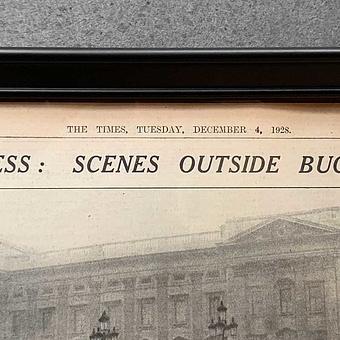 THE TIMES, TUESDAY, DECEMBER 4, 1928.
ESS: SCENES OUTSIDE BUC